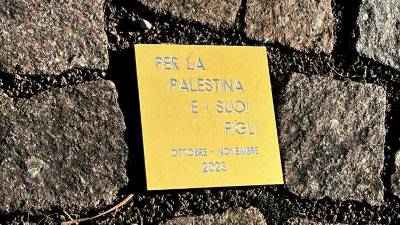 PER LA
PALESTINA
E I SUOI
FIGLI
OTTOBRE - NOVEMBRE
2023